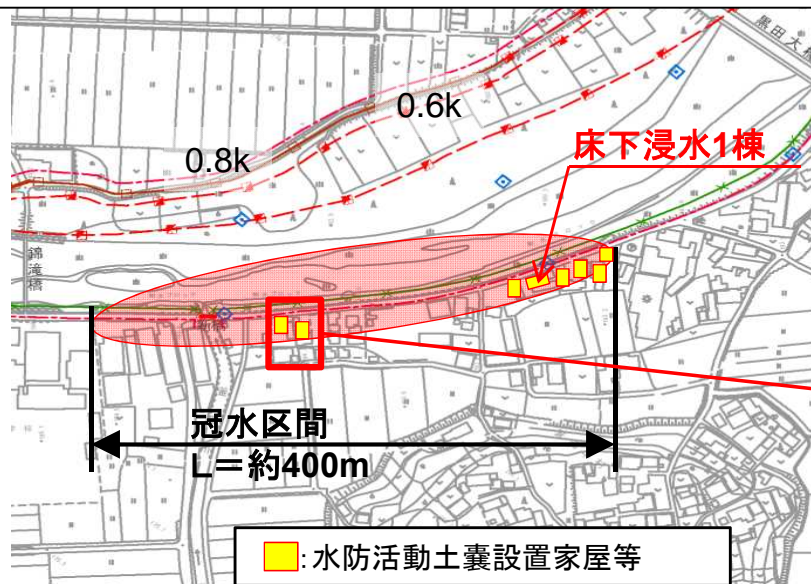 黒田大橋
0.6k
0.8k
床下浸水1棟
錦滝橋
冠水区間
L=約400m
:水防活動土嚢設置家屋等